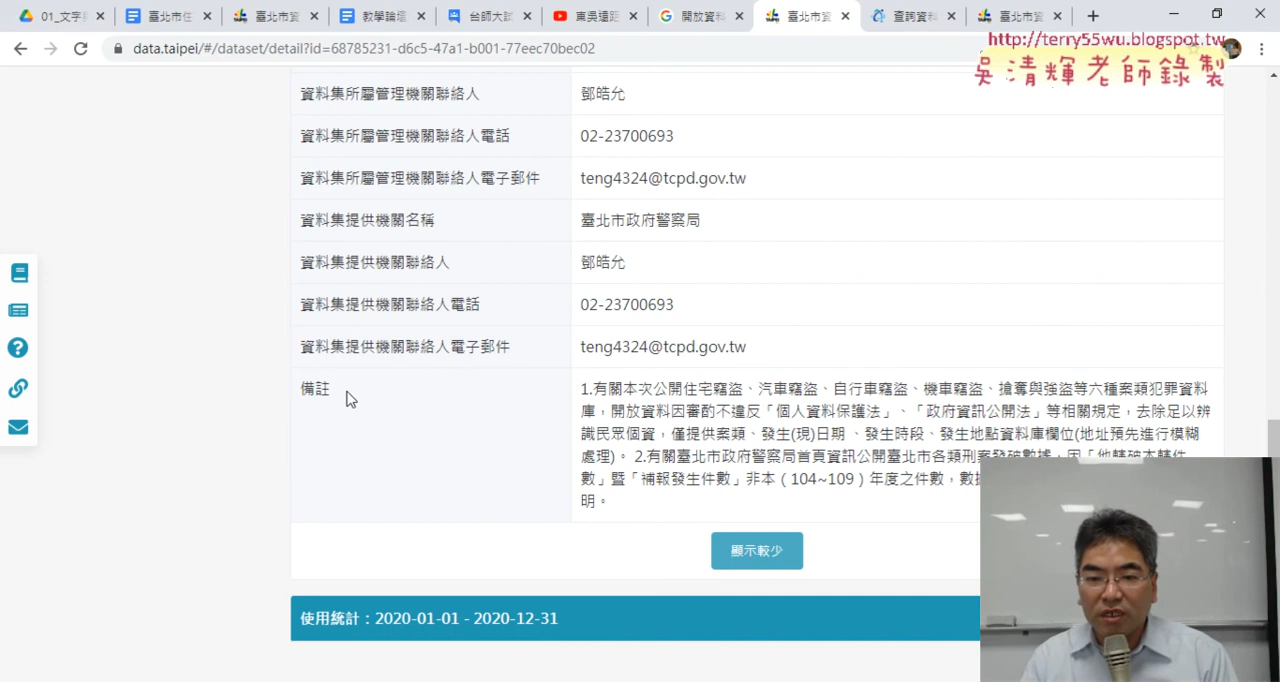 01_文字
臺北市住
臺北市資
教學論壇
台師大試
東吳遠距
開放資料
臺北市資
查詢資料
臺北市資
data.taipei/#/dataset/detail?id=68785231-d6c5-47a1-b001-77eec70bec02
http://terry55wu.blogspot.tw
吳清輝老師錄製
資料集所屬管理機關聯絡人 鄧皓允
資料集所屬管理機關聯絡人電話 02-23700693
資料集所屬管理機關聯絡人電子郵件 teng4324@tcpd.gov.tw
資料集提供機關名稱 臺北市政府警察局
資料集提供機關聯絡人 鄧皓允
資料集提供機關聯絡人電話 02-23700693
資料集提供機關聯絡人電子郵件 teng4324@tcpd.gov.tw
備註 1.有關本次公開住宅竊盜、汽車竊盜、自行車竊盜、機車竊盜、搶奪與強盜等六種案類犯罪資料
庫，開放資料因審酌不違反「個人資料保護法」、「政府資訊公開法」等相關規定，去除足以辨
識民眾個資，僅提供案類、發生(現)日期 、發生時段、發生地點資料庫欄位(地址預先進行模糊
處理)。 2.有關臺北市政府警察局首頁資訊公開臺北市各類刑案發破數據，因「他轄破本轄件
數」暨「補報發生件數」非本（104~109）年度之件數，數
明。
顯示較少
使用統計：2020-01-01 - 2020-12-31